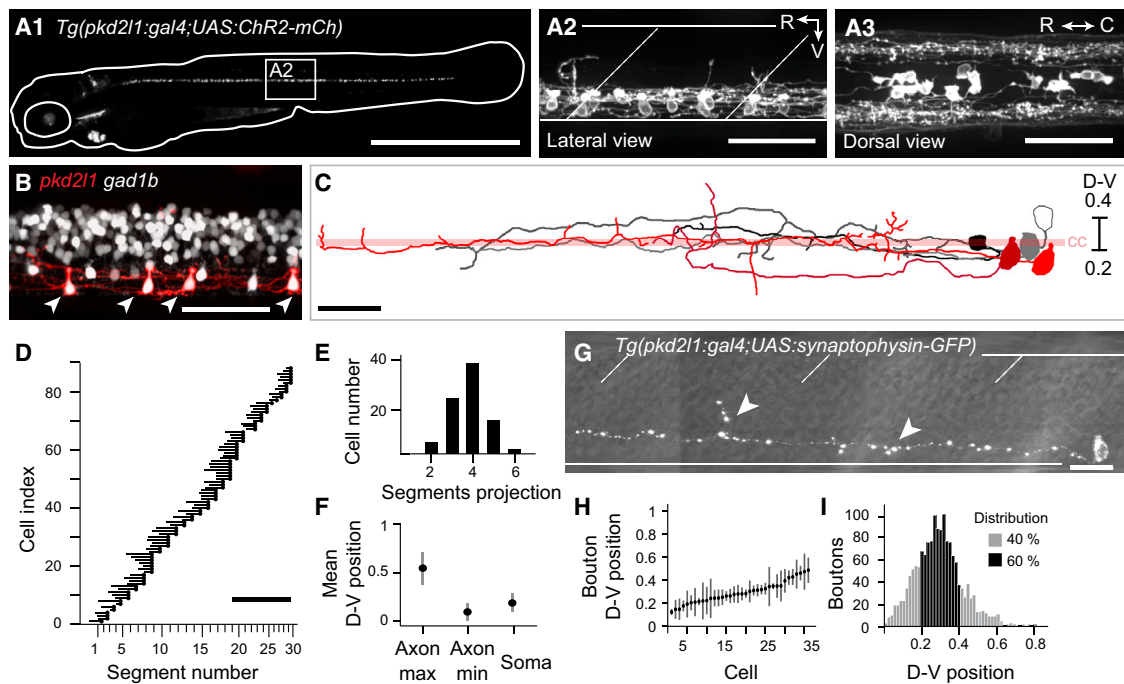 A1 Tg(pkd2l1:gal4;UAS:ChR2-mCh)
A2
A2 R
V
Lateral view
A3 R C
Dorsal view
B pkd2l1 gad1b
C
D-V
0.4
cc
0.2
D
Cell index
80
60
40
20
0
1 5 10 15 20 25 30
Segment number
E
Cell number
40
20
2 4 6
Segments projection
F
Mean
D-V position
1
0.5
0
Axon max
Axon min
Soma
G Tg(pkd2l1:gal4;UAS:synaptophysin-GFP)
H
Bouton
D-V position
1
0.8
0.6
0.4
0.2
0
5 15 25 35
Cell
I
Boutons
100
80
60
40
20
0
Distribution
40 %
60 %
0.2 0.4 0.6 0.8
D-V position